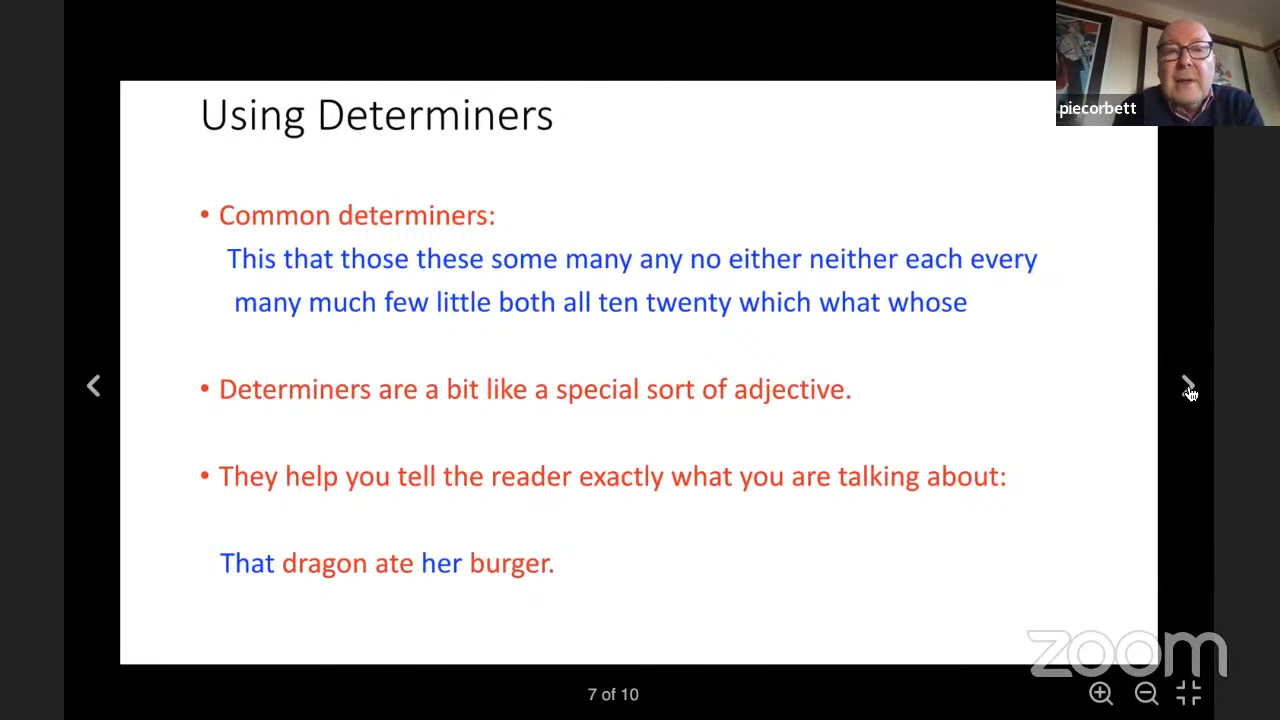 piecorbett
Using Determiners
• Common determiners:
This that those these some many any no either neither each every
many much few little both all ten twenty which what whose
• Determiners are a bit like a special sort of adjective.
• They help you tell the reader exactly what you are talking about:
That dragon ate her burger.
zoom
7 of 10